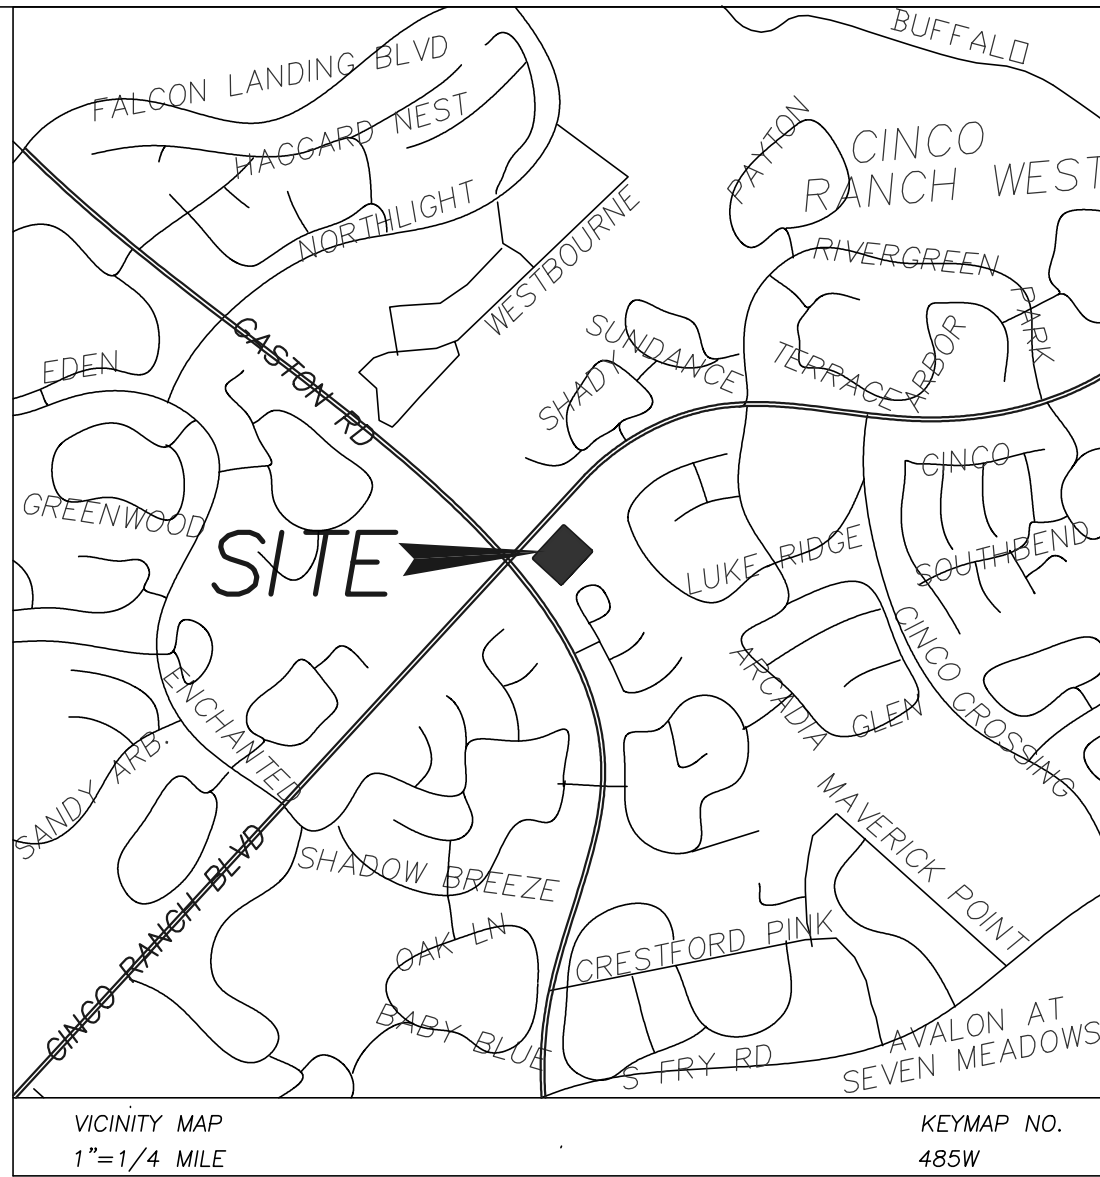 BUFFALO
FALCON LANDING BLVD
HAGGARD NEST
PAYTON
CINCO
RANCH WEST
NORTHLIGHT
WESTBOURNE
RIVERGREEN
PARK
GASTON RD
SUNDANCE
SHADY
TERRACE
ARBOR
EDEN
CINCO
GREENWOOD
SITE
LUKE RIDGE
SOUTHBEND
CINCO CROSSING
ARCADIA
GLEN
ENCHANTED
SANDY ARB.
MAVERICK POINT
CINCO RANCH BLVD
SHADOW BREEZE
OAK LN
CRESTFORD PINK
BABY BLUE
S FRY RD
AVALON AT
SEVEN MEADOWS
VICINITY MAP
1"=1/4 MILE
KEYMAP NO.
485W